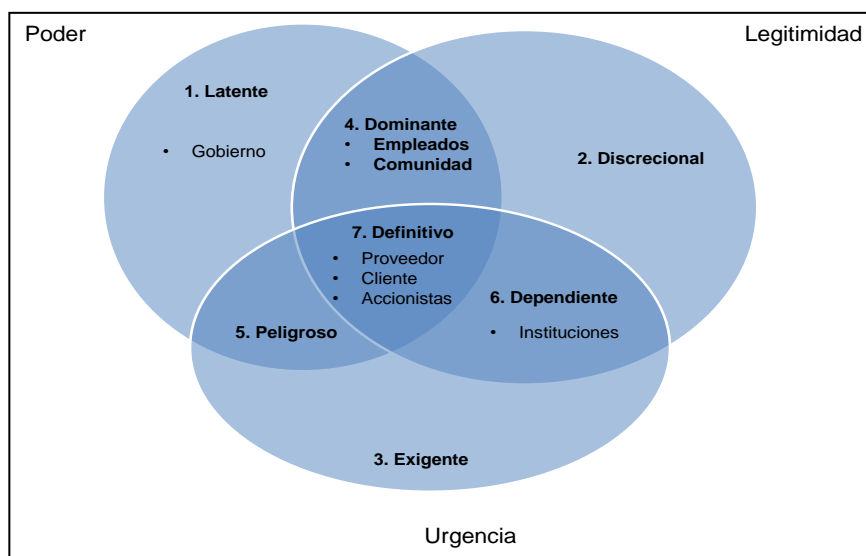 Poder
Legitimidad
1. Latente
• Gobierno
4. Dominante
• Empleados
• Comunidad
2. Discrecional
7. Definitivo
• Proveedor
• Cliente
• Accionistas
6. Dependiente
• Instituciones
5. Peligroso
3. Exigente
Urgencia